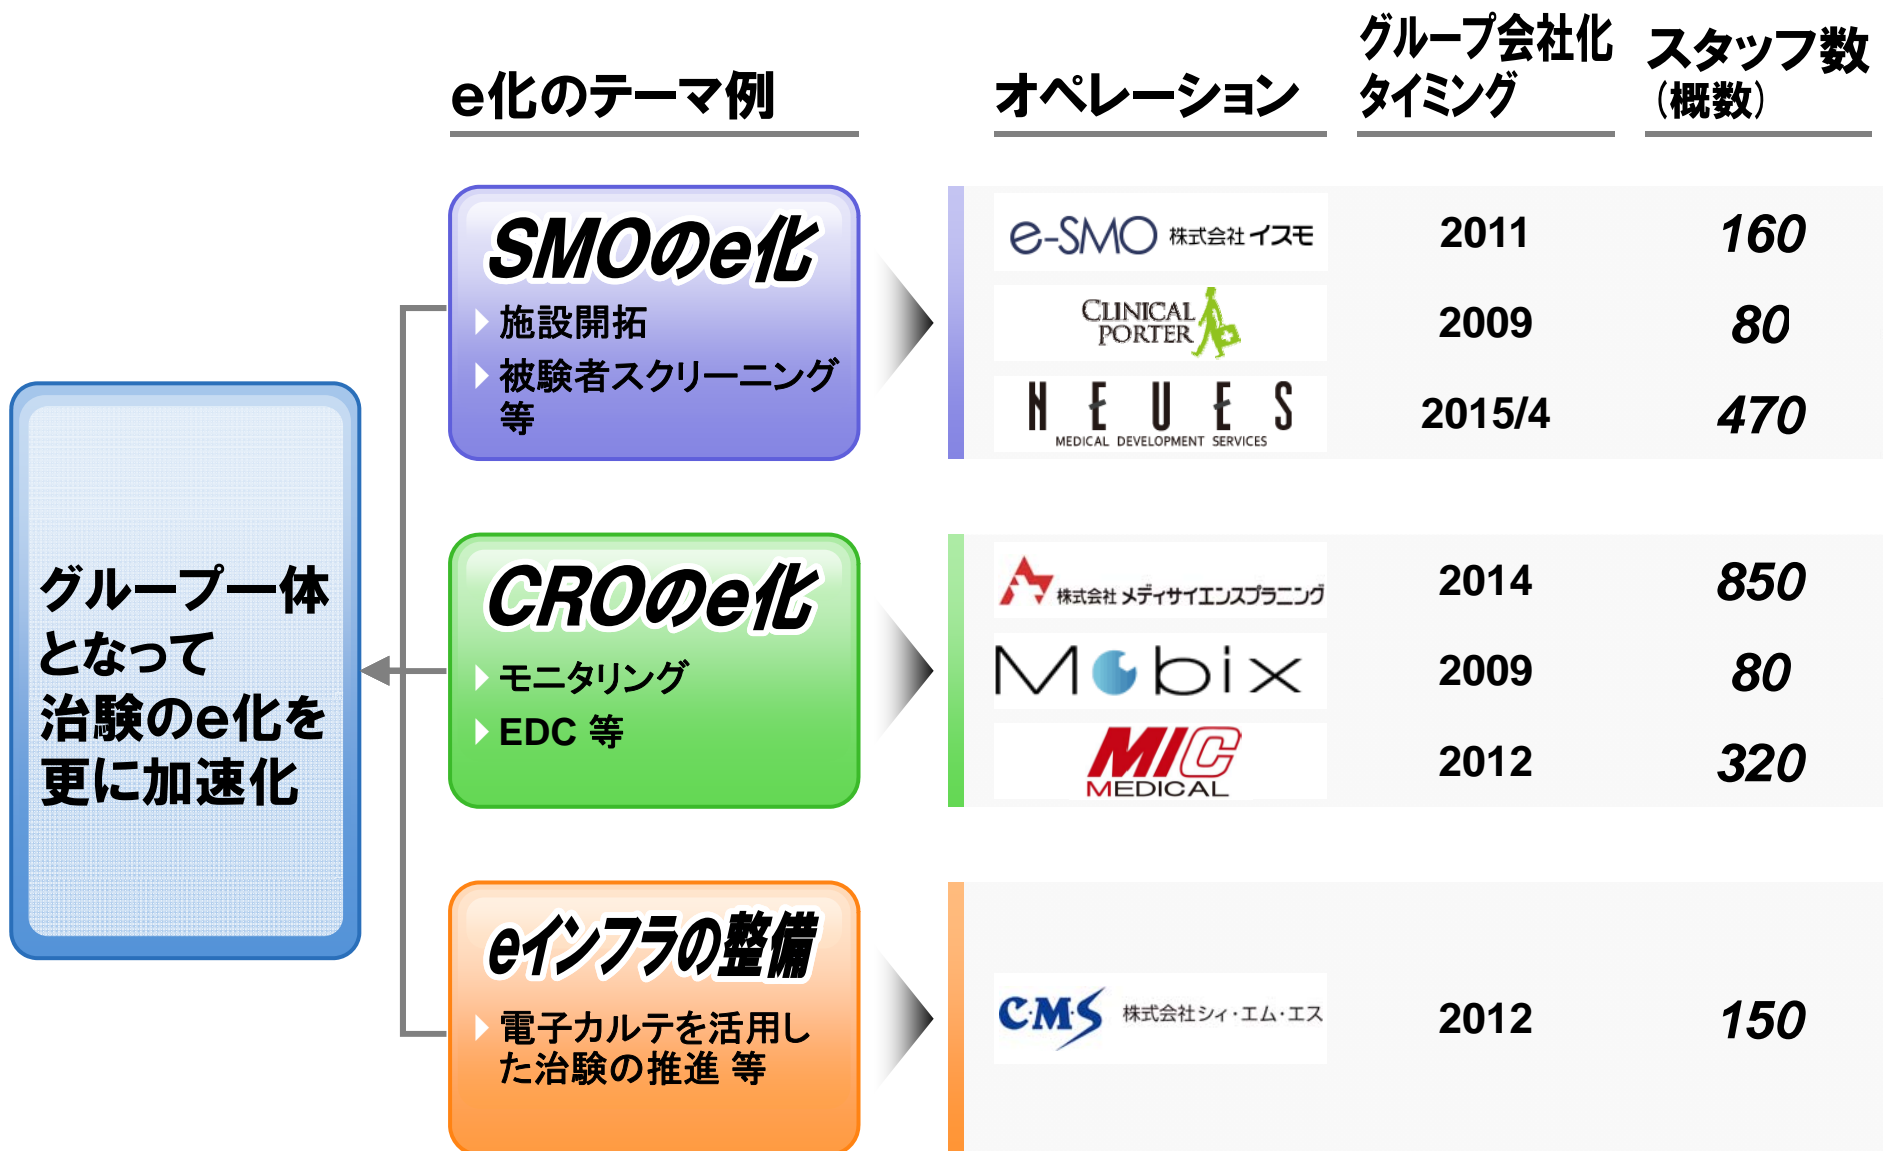 e化のテーマ例
オペレーション
グループ会社化
タイミング
スタッフ数
(概数)
グループ一体
となって
治験のe化を
更に加速化
SMOのe化
施設開拓
被験者スクリーニング
等
e-SMO 株式会社イスモ
2011
160
CLINICAL
PORTER
2009
80
NEUES
MEDICAL DEVELOPMENT SERVICES
2015/4
470
CROのe化
モニタリング
EDC 等
株式会社 メディサイエンスプラニング
2014
850
Mobix
2009
80
MIC
MEDICAL
2012
320
eインフラの整備
電子カルテを活用し
た治験の推進 等
C・M・S 株式会社シィ・エム・エス
2012
150